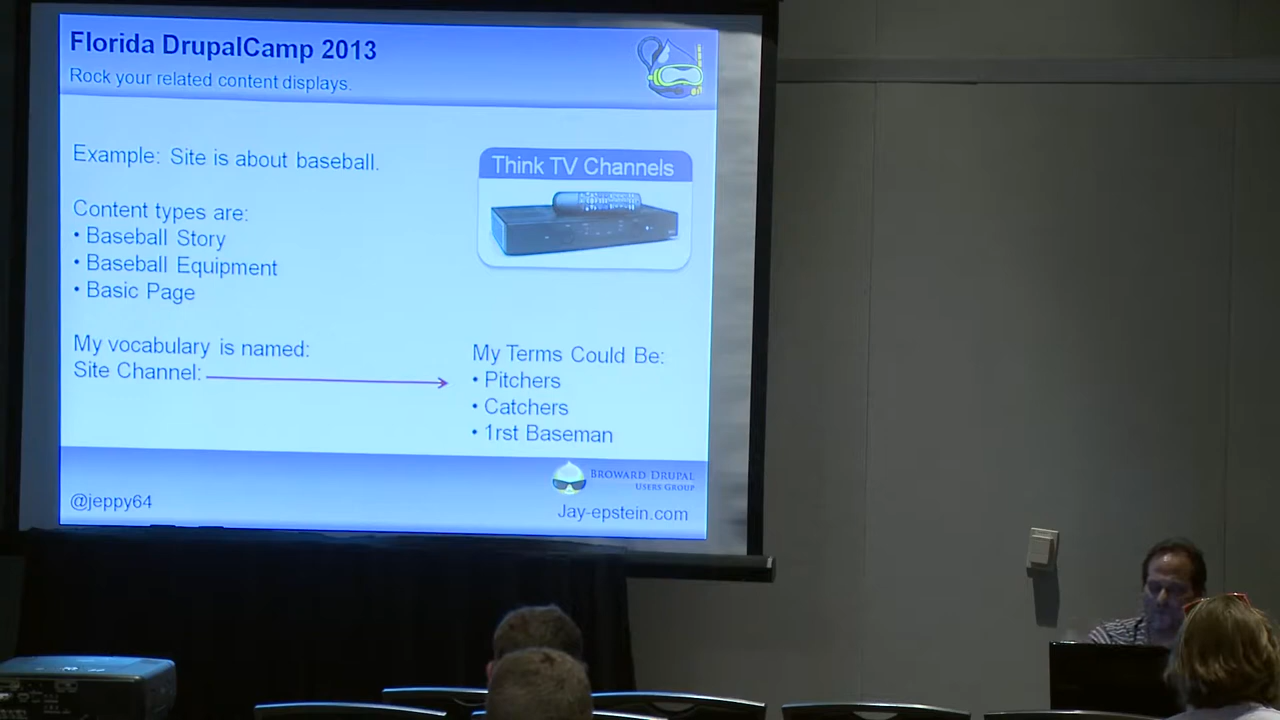 Florida DrupalCamp 2013
Rock your related content displays.
Example: Site is about baseball.
Think TV Channels
Content types are:
• Baseball Story
• Baseball Equipment
• Basic Page
My vocabulary is named:
Site Channel:
My Terms Could Be:
• Pitchers
• Catchers
• 1rst Baseman
@jeppy64
BROWARD DRUPAL
USERS GROUP
Jay-epstein.com